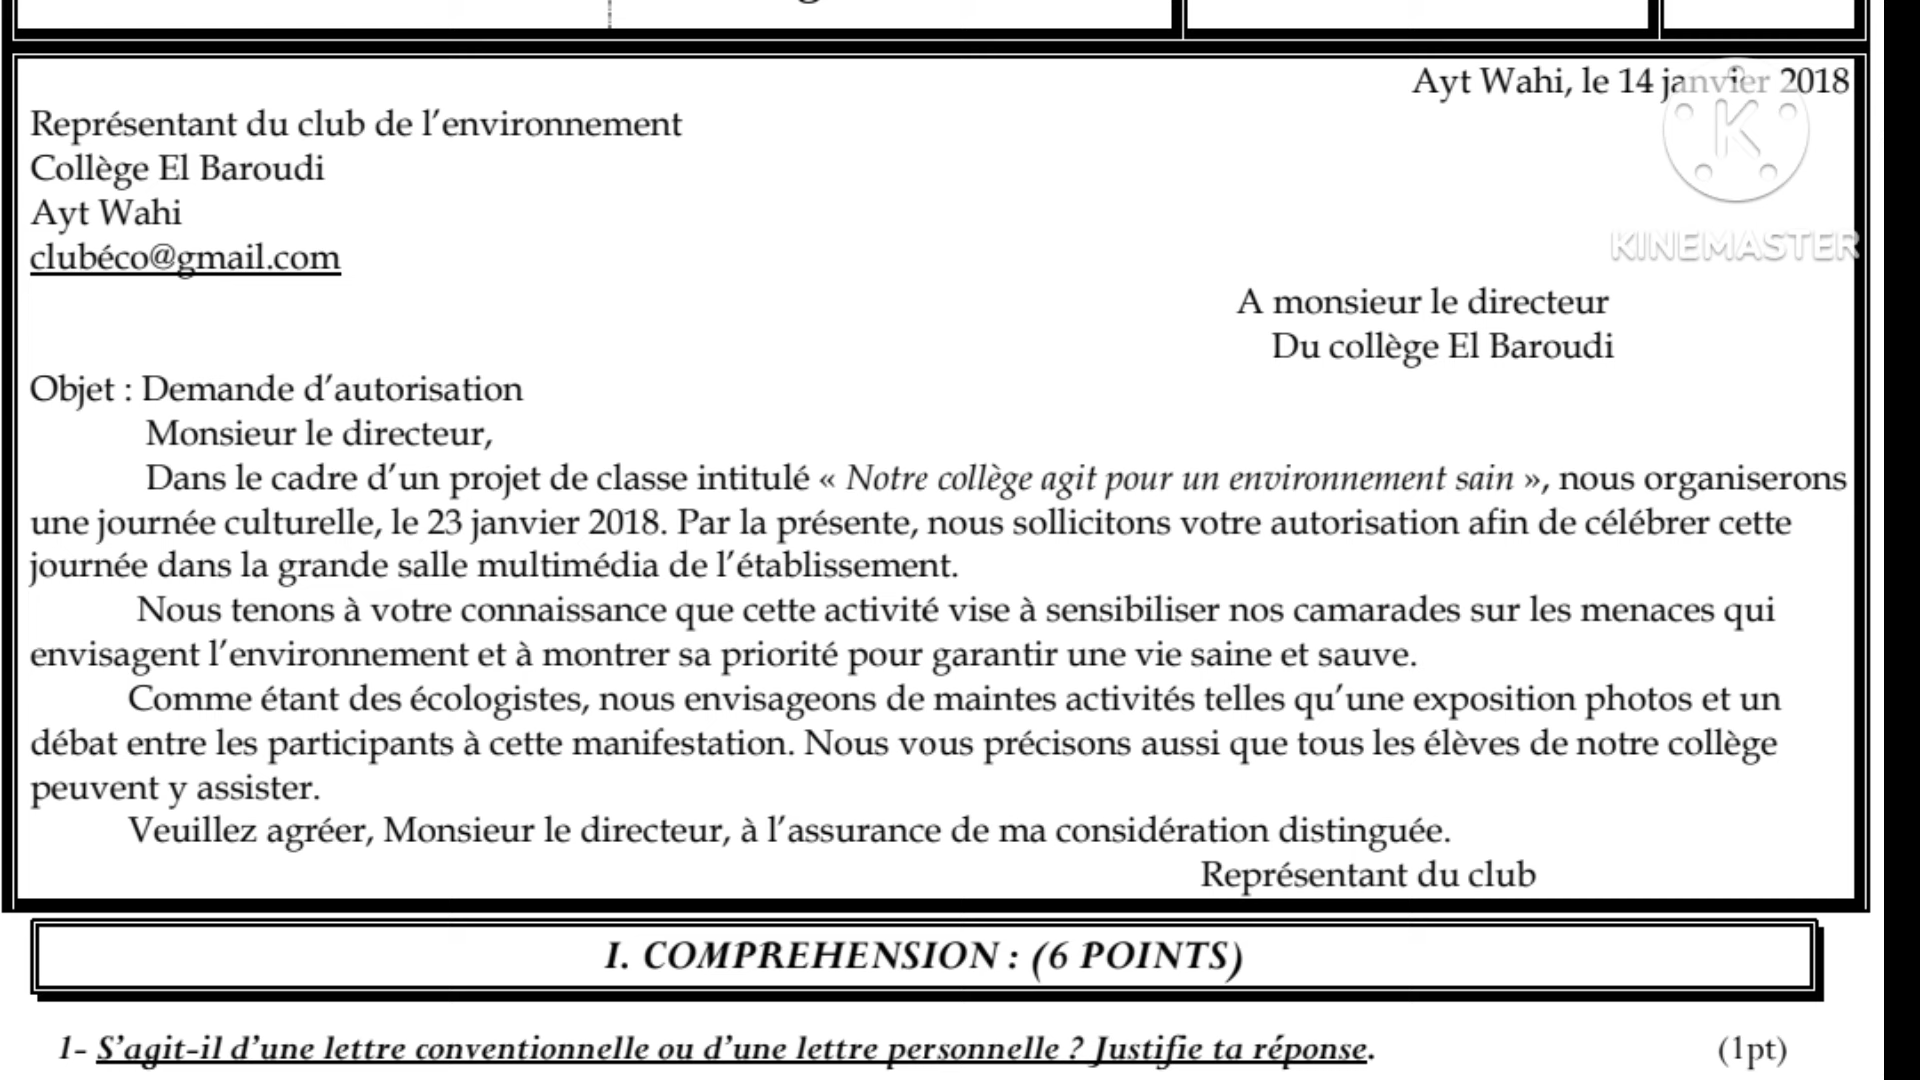 Ayt Wahi, le 14 janvier 2018
Représentant du club de l’environnement
Collège El Baroudi
Ayt Wahi
clubéco@gmail.com
KINEMASTER
A monsieur le directeur
Du collège El Baroudi
Objet : Demande d’autorisation
Monsieur le directeur,
Dans le cadre d’un projet de classe intitulé « Notre collège agit pour un environnement sain », nous organiserons
une journée culturelle, le 23 janvier 2018. Par la présente, nous sollicitons votre autorisation afin de célébrer cette
journée dans la grande salle multimédia de l’établissement.
Nous tenons à votre connaissance que cette activité vise à sensibiliser nos camarades sur les menaces qui
envisagent l’environnement et à montrer sa priorité pour garantir une vie saine et sauve.
Comme étant des écologistes, nous envisageons de maintes activités telles qu’une exposition photos et un
débat entre les participants à cette manifestation. Nous vous précisons aussi que tous les élèves de notre collège
peuvent y assister.
Veuillez agréer, Monsieur le directeur, à l’assurance de ma considération distinguée.
Représentant du club
I. COMPREHENSION : (6 POINTS)
1- S’agit-il d’une lettre conventionnelle ou d’une lettre personnelle ? Justifie ta réponse. (1pt)